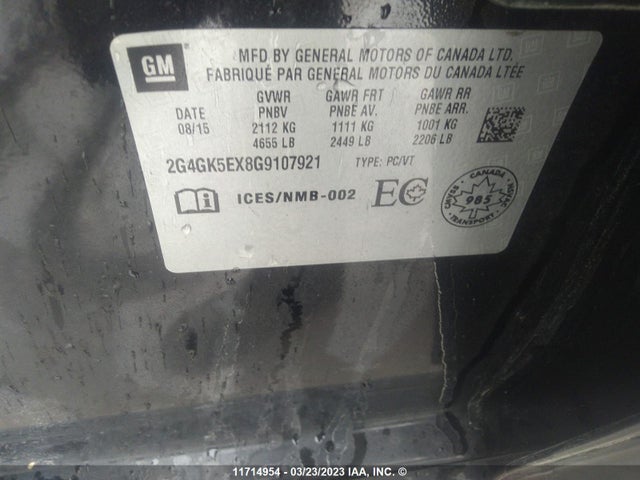 GM
MFD BY GENERAL MOTORS OF CANADA LTD.
FABRIQUÉ PAR GENERAL MOTORS DU CANADA LTÉE
GVWR GAWR FRT GAWR RR
DATE PNBV PNBE AV. PNBE ARR.
08/15 2112 KG 1111 KG 1001 KG
4655 LB 2449 LB 2206 LB
2G4GK5EX8G9107921 TYPE: PC/VT
i ICES/NMB-002 EC
CANADA
985
TRANSPORT
11714954 - 03/23/2023 IAA, INC. ©